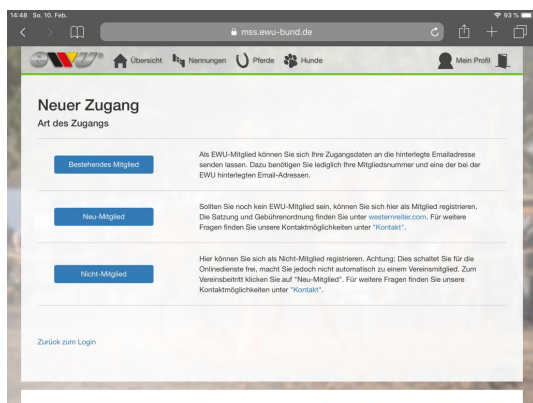 14:48 So. 10. Feb. 93 %
mss.ewu-bund.de
EWU® Übersicht Nennungen Pferde Hunde Mein Profil
Neuer Zugang
Art des Zugangs
Bestehendes Mitglied
Als EWU-Mitglied können Sie sich Ihre Zugangsdaten an die hinterlegte Emailadresse
senden lassen. Dazu benötigen Sie lediglich Ihre Mitgliedsnummer und eine der bei der
EWU hinterlegten Email-Adressen.
Neu-Mitglied
Sollten Sie noch kein EWU-Mitglied sein, können Sie sich hier als Mitglied registrieren.
Die Satzung und Gebührenordnung finden Sie unter westernreiter.com. Für weitere
Fragen finden Sie unsere Kontaktmöglichkeiten unter "Kontakt".
Nicht-Mitglied
Hier können Sie sich als Nicht-Mitglied registrieren. Achtung: Dies schaltet Sie für die
Onlinedienste frei, macht Sie jedoch nicht automatisch zu einem Vereinsmitglied. Zum
Vereinsbeitritt klicken Sie auf "Neu-Mitglied". Für weitere Fragen finden Sie unsere
Kontaktmöglichkeiten unter "Kontakt".
Zurück zum Login